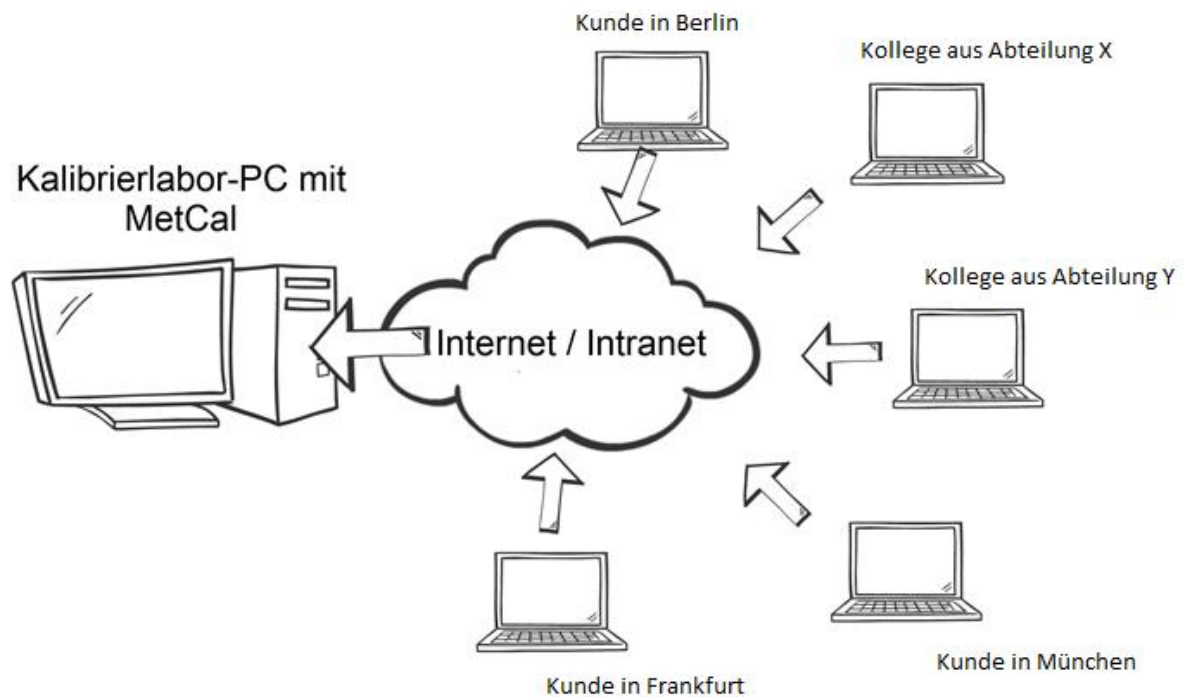 Kunde in Berlin
Kollege aus Abteilung X
Kalibrierlabor-PC mit
MetCal
Kollege aus Abteilung Y
Internet / Intranet
Kunde in München
Kunde in Frankfurt